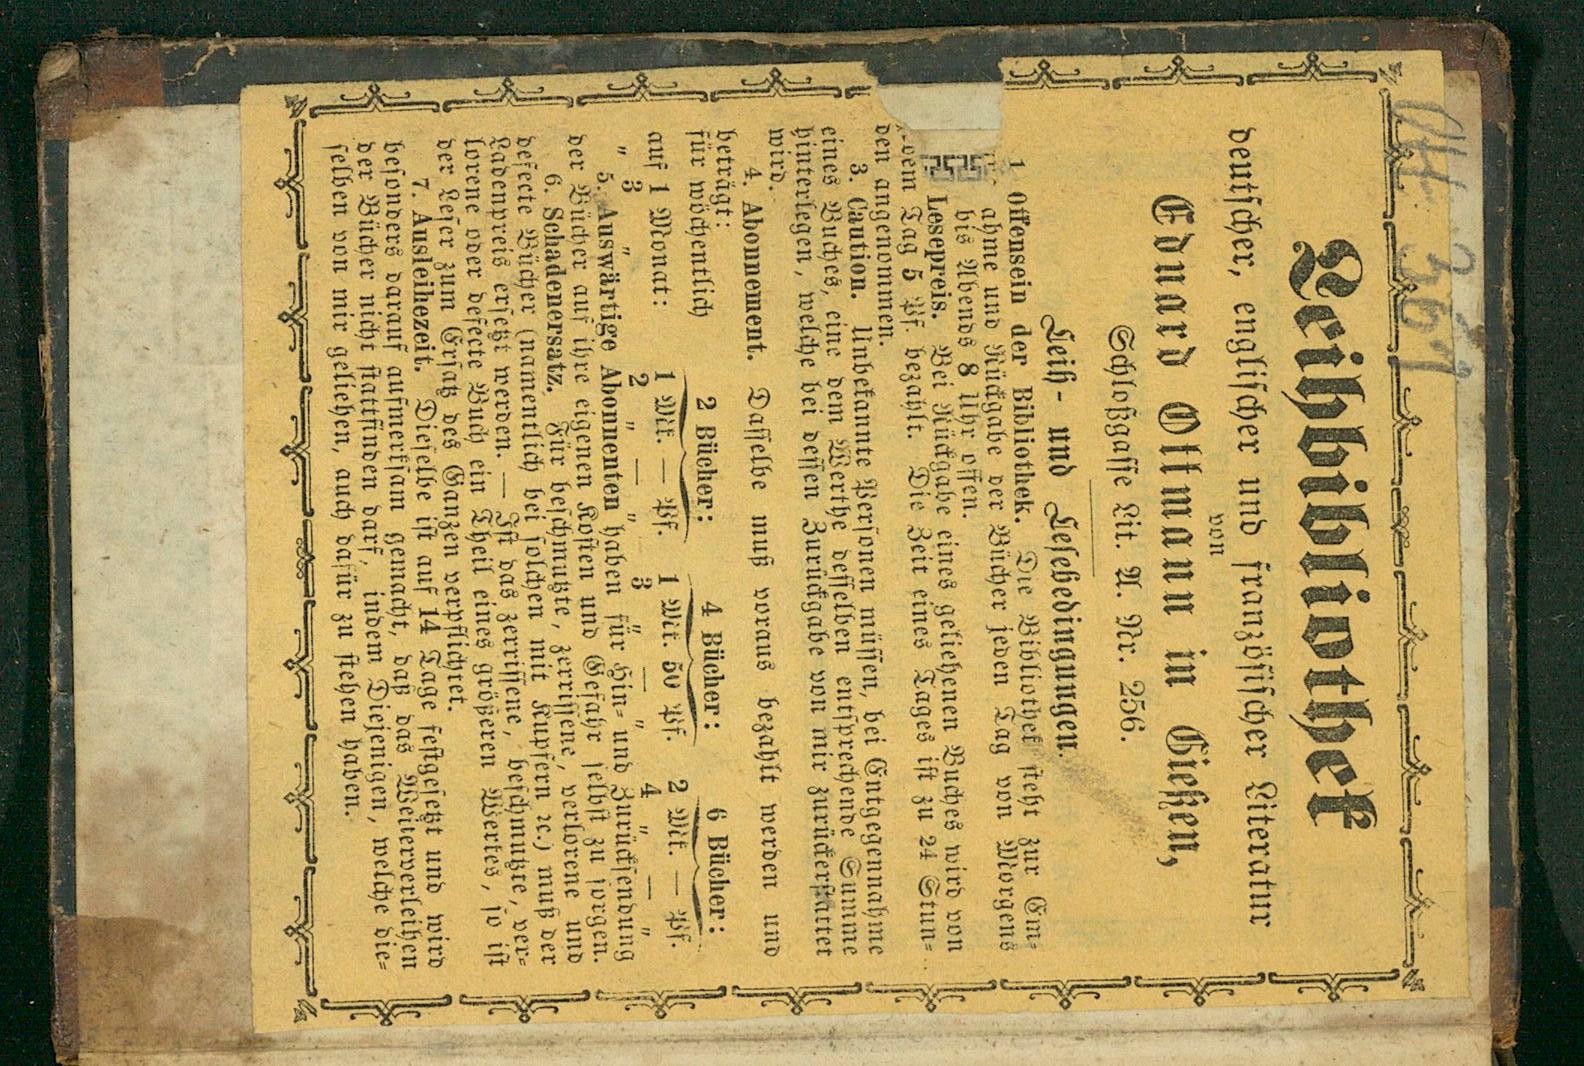 Leihbibliothek
deutscher, englischer und französischer Literatur
von
Eduard Ottmann in Gießen,
Schloßgasse Lit. A. Nr. 256.
Leih- und Lesebedingungen.
1 Offensein der Bibliothek. Die Bibliothek steht zur Em-
ahme und Rückgabe der Bücher jeden Tag von Morgens
bis Abends 8 Uhr offen.
Lesepreis. Bei Rückgabe eines geliehenen Buches wird von
jedem Tag 5 Pf. bezahlt. Die Zeit eines Tages ist zu 24 Stun-
den angenommen.
3. Caution. Unbekannte Personen müssen, bei Entgegennahme
eines Buches, eine dem Werthe desselben entsprechende Summe
hinterlegen, welche bei dessen Zurückgabe von mir zurückerstattet
wird.
4. Abonnement. Dasselbe muß voraus bezahlt werden und
beträgt:
für wöchentlich 2 Bücher: 4 Bücher: 6 Bücher:
auf 1 Monat: 1 Mk. — Pf. 1 Mk. 50 Pf. 2 Mk. — Pf.
" 3 " 2 " — " 3 " — " 4 " — "
5. Auswärtige Abonnenten haben für Hin- und Zurücksendung
der Bücher auf ihre eigenen Kosten und Gefahr selbst zu sorgen.
6. Schadenersatz. Für beschmutzte, zerrissene, verlorene und
defecte Bücher (namentlich bei solchen mit Kupfern ꝛc.) muß der
Ladenpreis ersetzt werden. — Ist das zerrissene, beschmutzte, ver-
lorene oder defecte Buch ein Theil eines größeren Wertes, so ist
der Leser zum Ersatz des Ganzen verpflichtet.
7. Ausleihezeit. Dieselbe ist auf 14 Tage festgesetzt und wird
besonders darauf aufmerksam gemacht, daß das Weiterverleihen
der Bücher nicht stattfinden darf, indem Diejenigen, welche die-
selben von mir geliehen, auch dafür zu stehen haben.